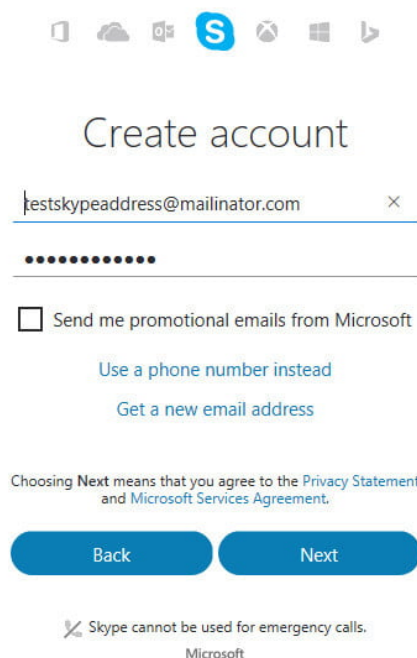 Create account
testskypeaddress@mailinator.com
●●●●●●●●●●●●
Send me promotional emails from Microsoft
Use a phone number instead
Get a new email address
Choosing Next means that you agree to the Privacy Statement
and Microsoft Services Agreement.
Back Next
Skype cannot be used for emergency calls.
Microsoft